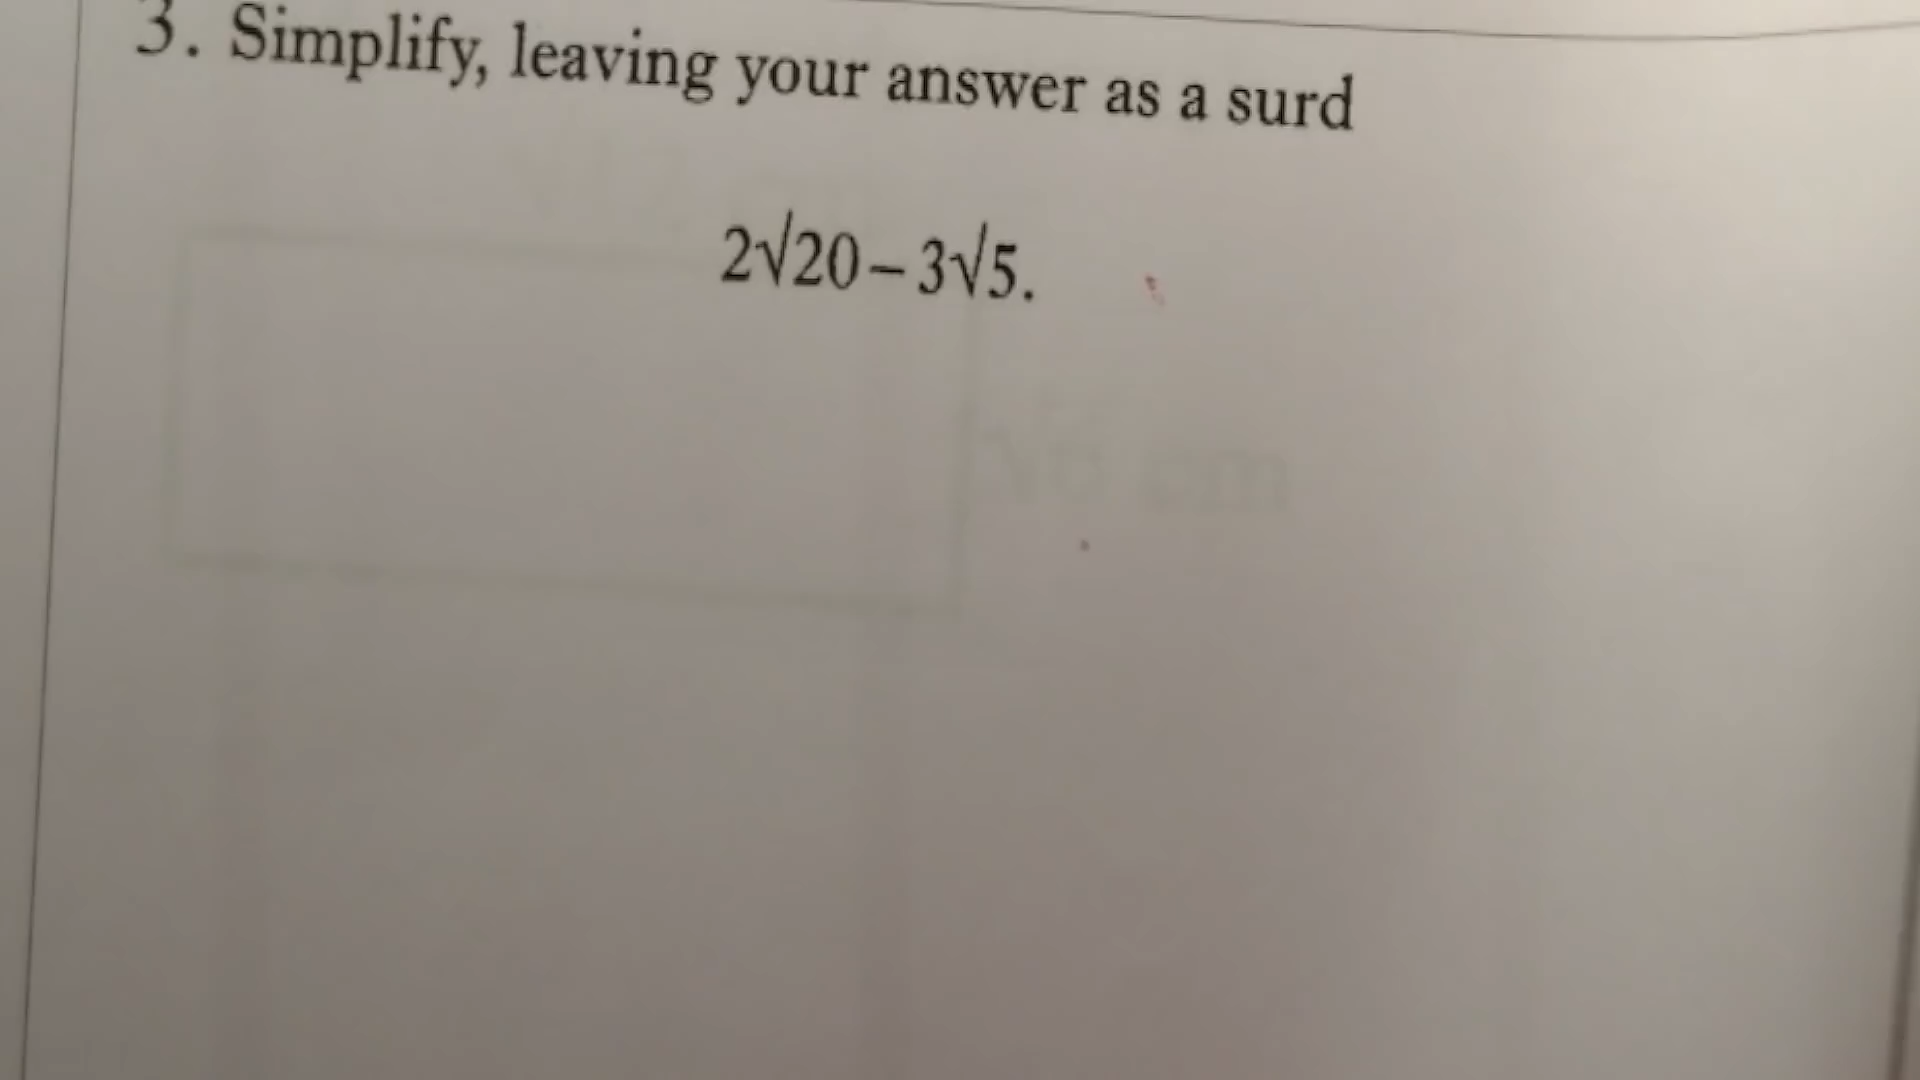 3. Simplify, leaving your answer as a surd
2√20 – 3√5.